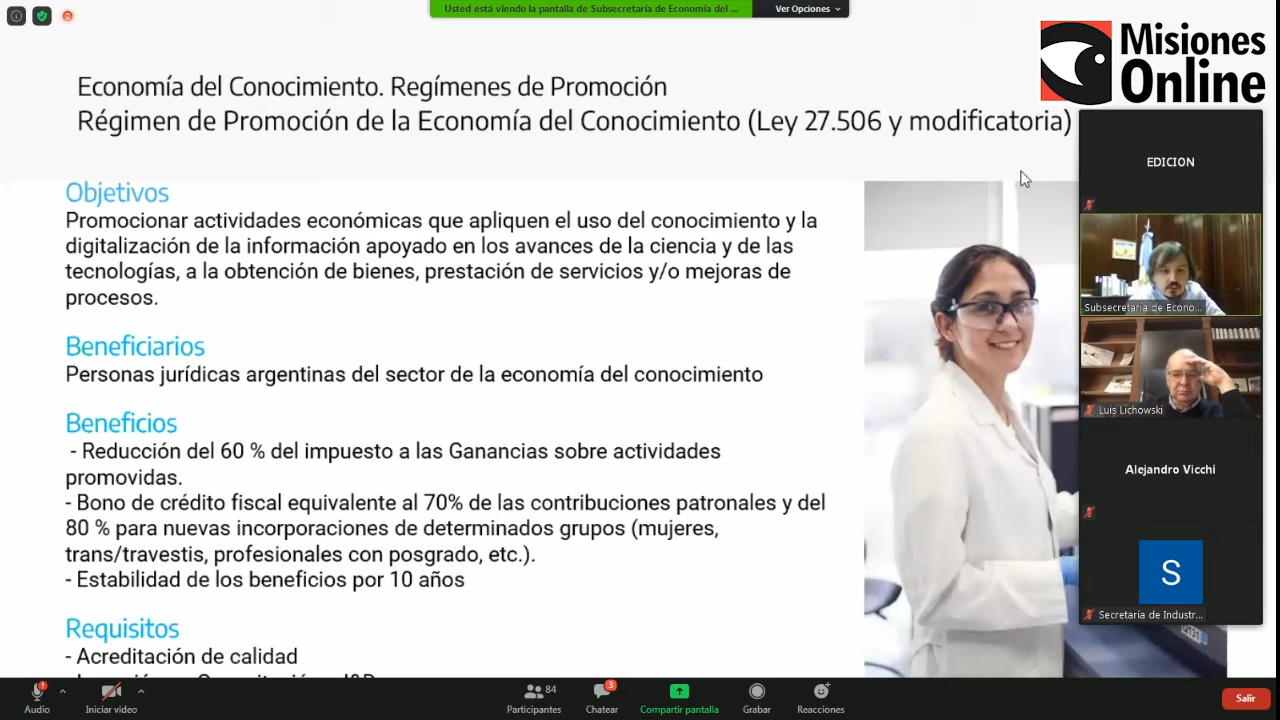 Usted está viendo la pantalla de Subsecretaría de Economía del ...
Ver Opciones
Misiones
Online
Economía del Conocimiento. Regímenes de Promoción
Régimen de Promoción de la Economía del Conocimiento (Ley 27.506 y modificatoria)
Objetivos
Promocionar actividades económicas que apliquen el uso del conocimiento y la
digitalización de la información apoyado en los avances de la ciencia y de las
tecnologías, a la obtención de bienes, prestación de servicios y/o mejoras de
procesos.
Beneficiarios
Personas jurídicas argentinas del sector de la economía del conocimiento
Beneficios
- Reducción del 60 % del impuesto a las Ganancias sobre actividades
promovidas.
- Bono de crédito fiscal equivalente al 70% de las contribuciones patronales y del
80 % para nuevas incorporaciones de determinados grupos (mujeres,
trans/travestis, profesionales con posgrado, etc.).
- Estabilidad de los beneficios por 10 años
Requisitos
- Acreditación de calidad
EDICION
Subsecretaría de Econo...
Luis Lichowski
Alejandro Vicchi
S
Secretaría de Industr...
Audio
Iniciar video
84
Participantes
3
Chatear
Compartir pantalla
Grabar
Reacciones
Salir